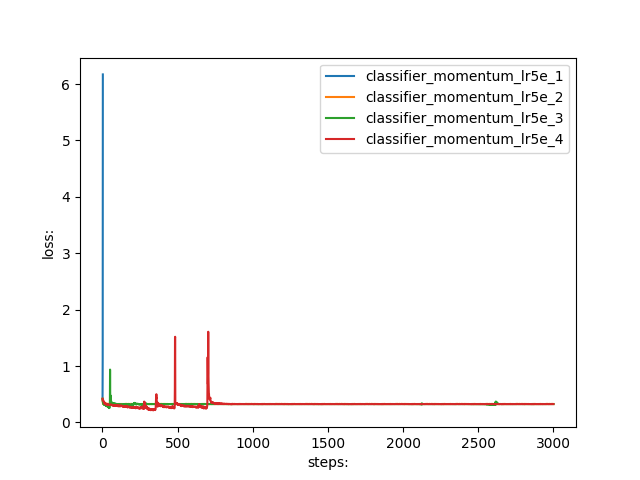 classifier_momentum_lr5e_1
classifier_momentum_lr5e_2
classifier_momentum_lr5e_3
classifier_momentum_lr5e_4
6
5
4
3
2
1
0
loss:
0 500 1000 1500 2000 2500 3000
steps: